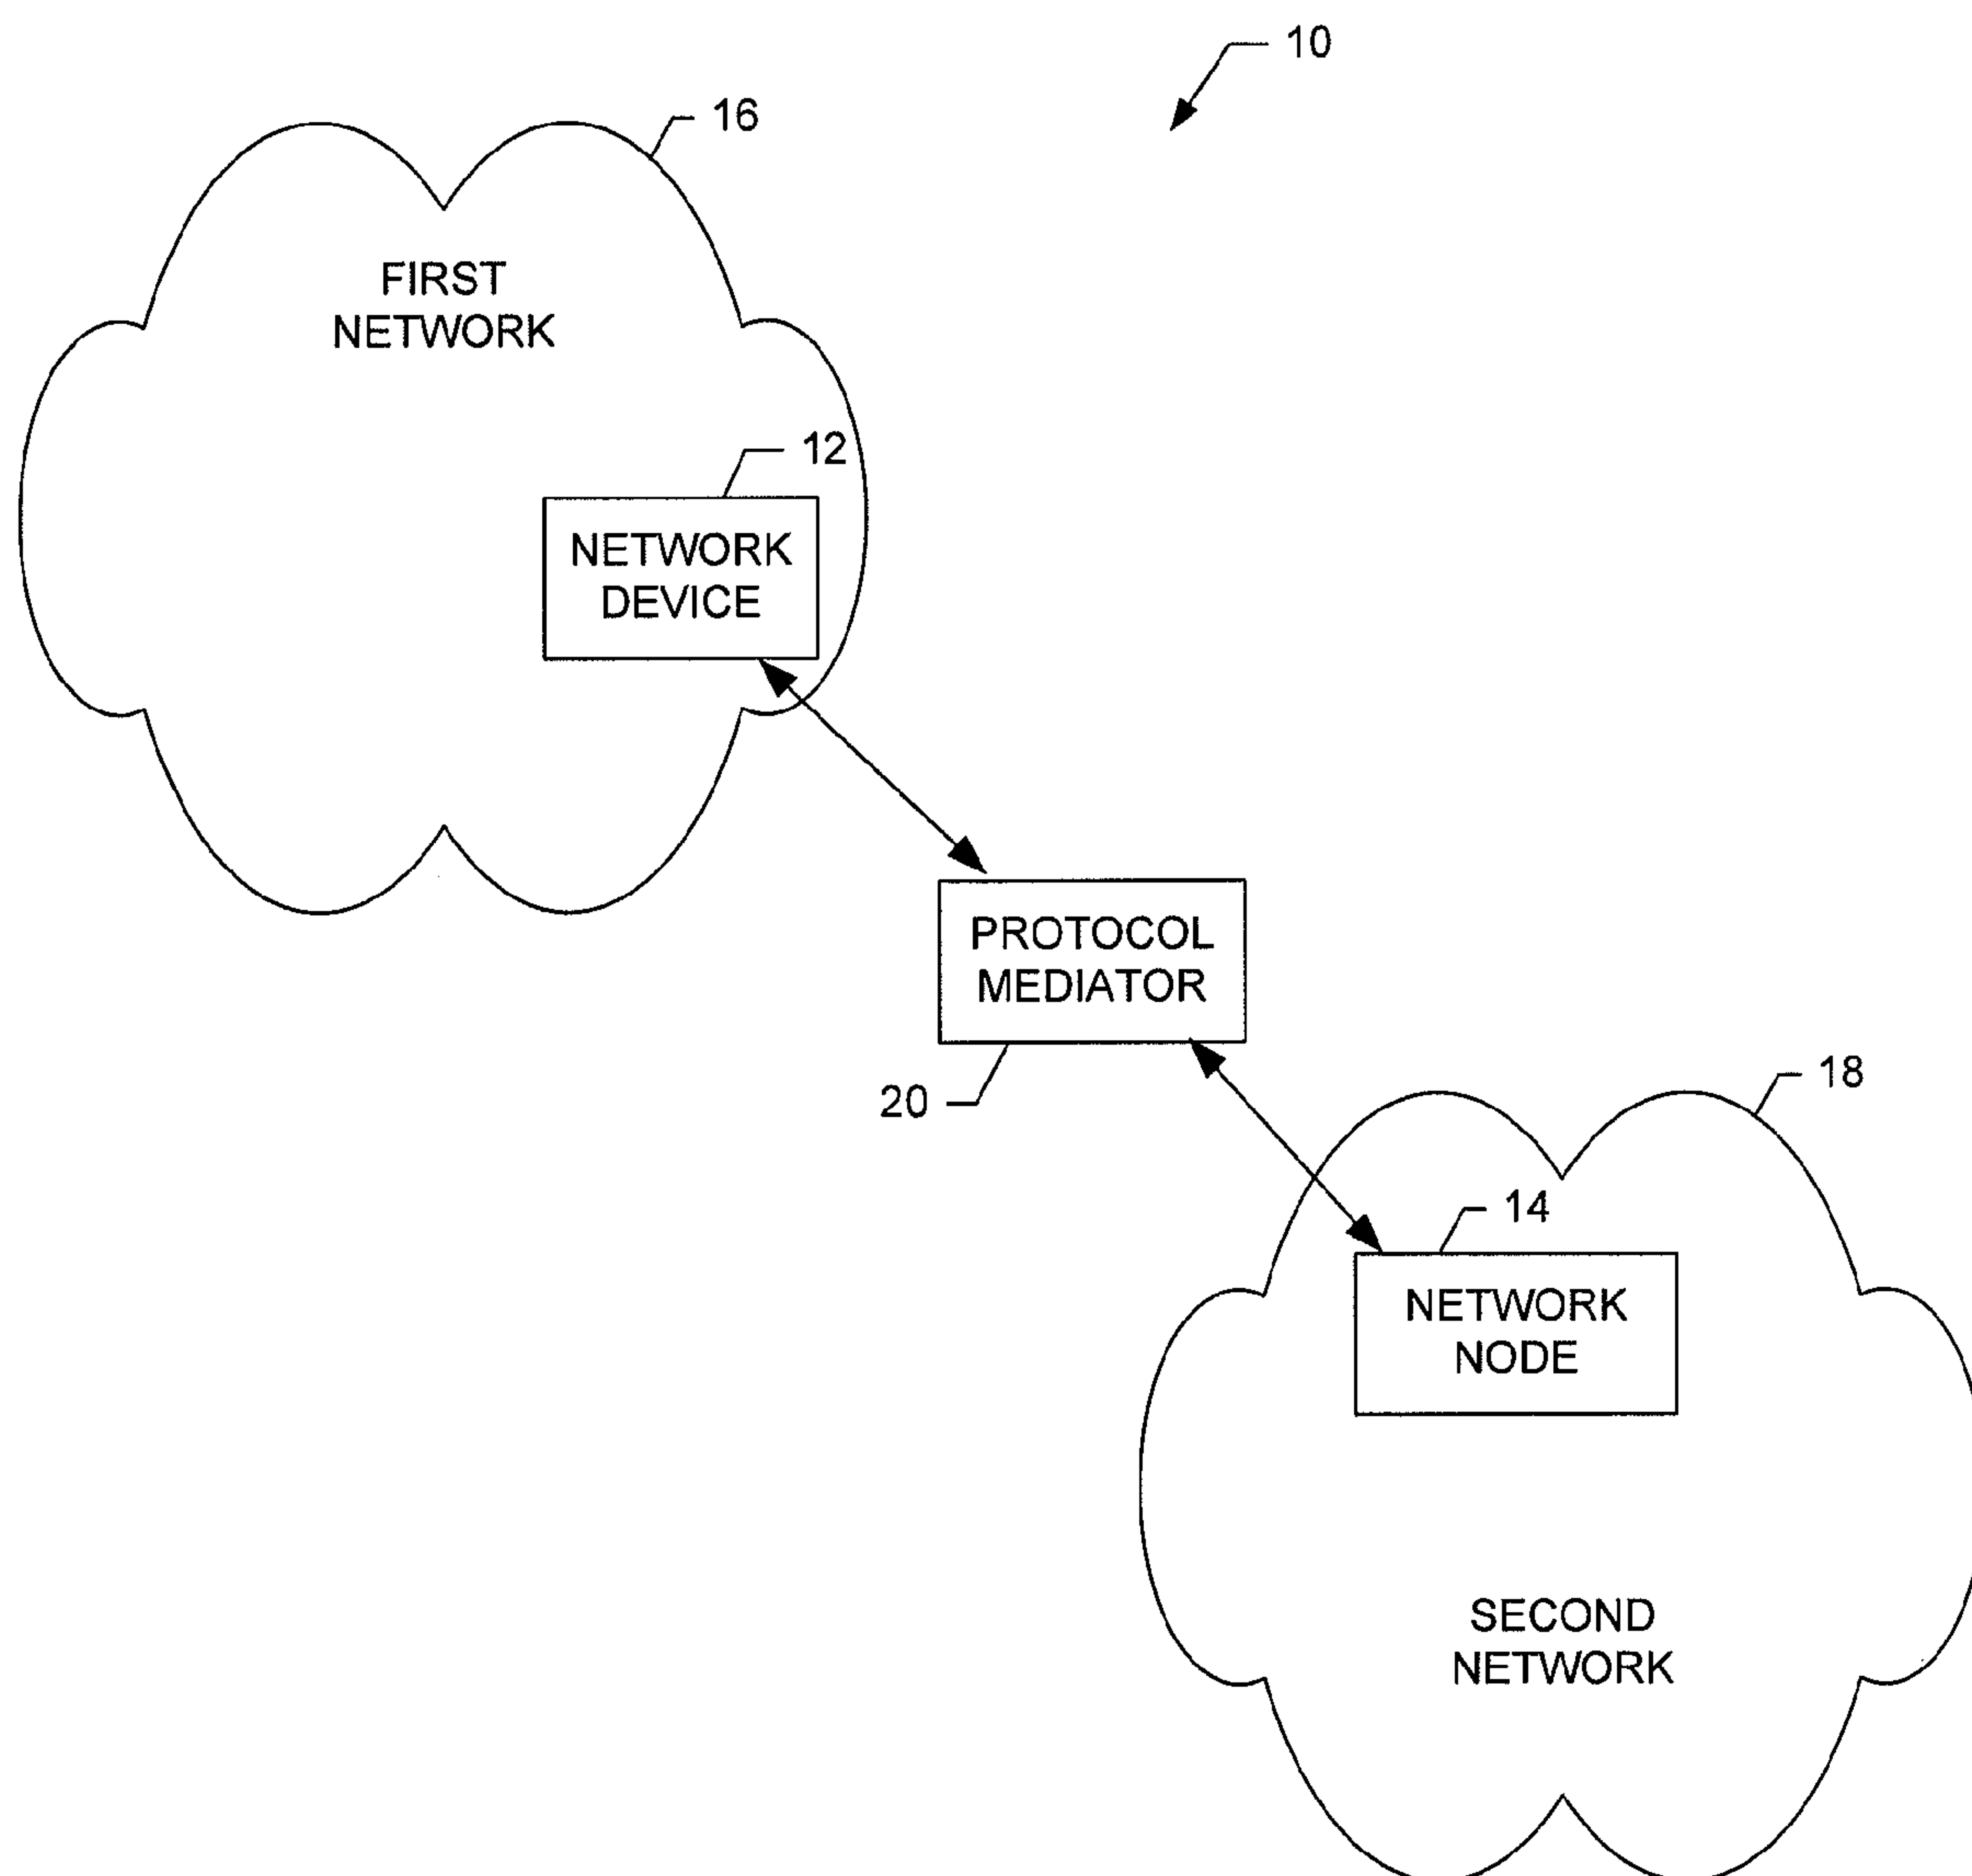 10
16
FIRST
NETWORK
12
NETWORK
DEVICE
PROTOCOL
MEDIATOR
20
18
14
NETWORK
NODE
SECOND
NETWORK